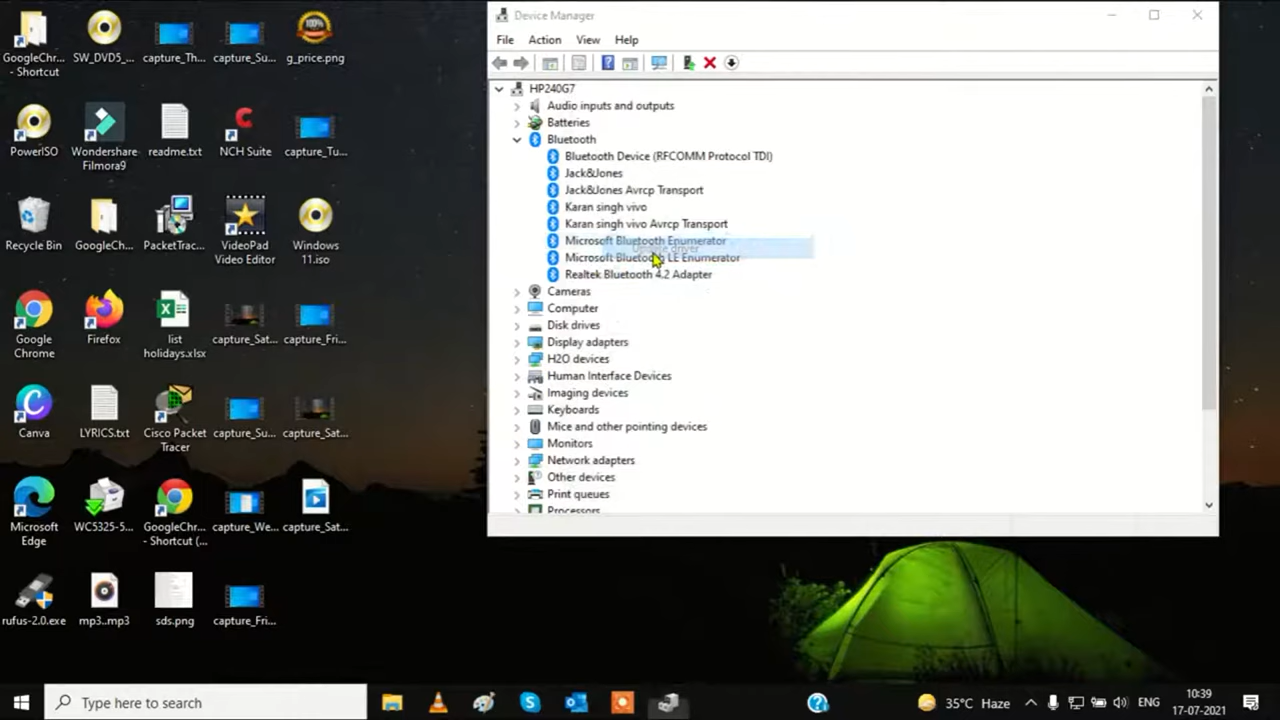 GoogleChr...
- Shortcut
SW_DVD5_...
capture_Th...
capture_Su...
100%
g_price.png
PowerISO
Wondershare
Filmora9
readme.txt
NCH Suite
capture_Tu...
Recycle Bin
GoogleCh...
PacketTrac...
VideoPad
Video Editor
Windows
11.iso
Google
Chrome
Firefox
list
holidays.xlsx
capture_Sat...
capture_Fri...
Canva
LYRICS.txt
Cisco Packet
Tracer
capture_Su...
capture_Sat...
Microsoft
Edge
WC5325-5...
GoogleChr...
- Shortcut (...
capture_We...
capture_Sat...
rufus-2.0.exe
mp3..mp3
sds.png
capture_Fri...
Device Manager
File Action View Help
HP240G7
Audio inputs and outputs
Batteries
Bluetooth
Bluetooth Device (RFCOMM Protocol TDI)
Jack&Jones
Jack&Jones Avrcp Transport
Karan singh vivo
Karan singh vivo Avrcp Transport
Microsoft Bluetooth Enumerator
Update driver
Microsoft Bluetooth LE Enumerator
Realtek Bluetooth 4.2 Adapter
Cameras
Computer
Disk drives
Display adapters
H2O devices
Human Interface Devices
Imaging devices
Keyboards
Mice and other pointing devices
Monitors
Network adapters
Other devices
Print queues
Processors
Type here to search
35°C Haze
ENG
10:39
17-07-2021